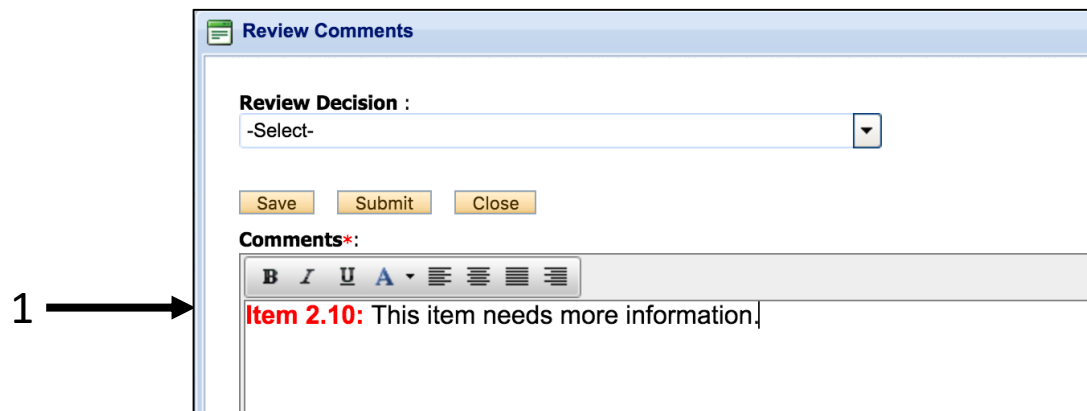 Review Comments
Review Decision :
-Select-
Save Submit Close
Comments*:
B I U A
1
Item 2.10: This item needs more information.